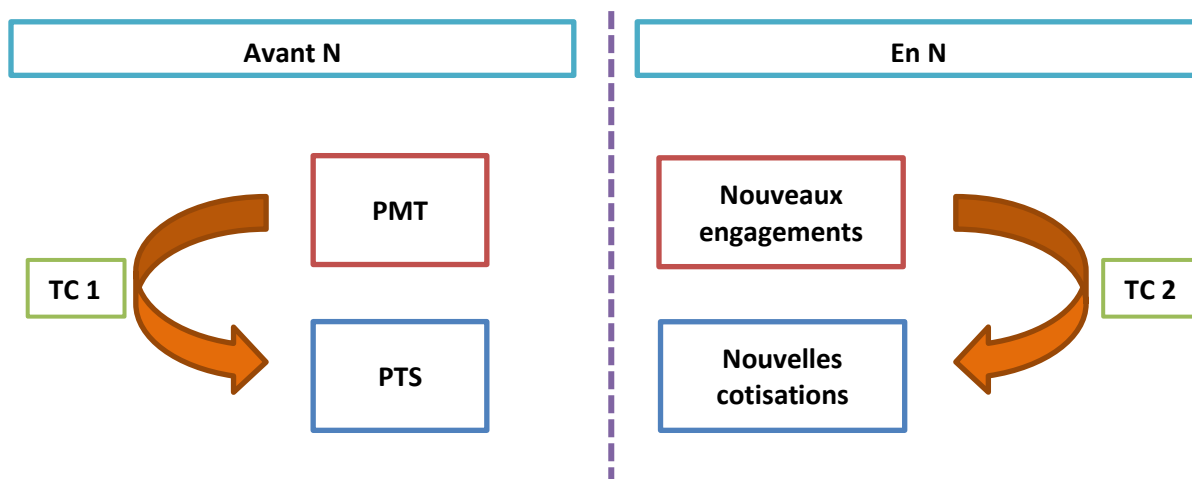 Avant N
En N
PMT
Nouveaux
engagements
TC 1
TC 2
PTS
Nouvelles
cotisations